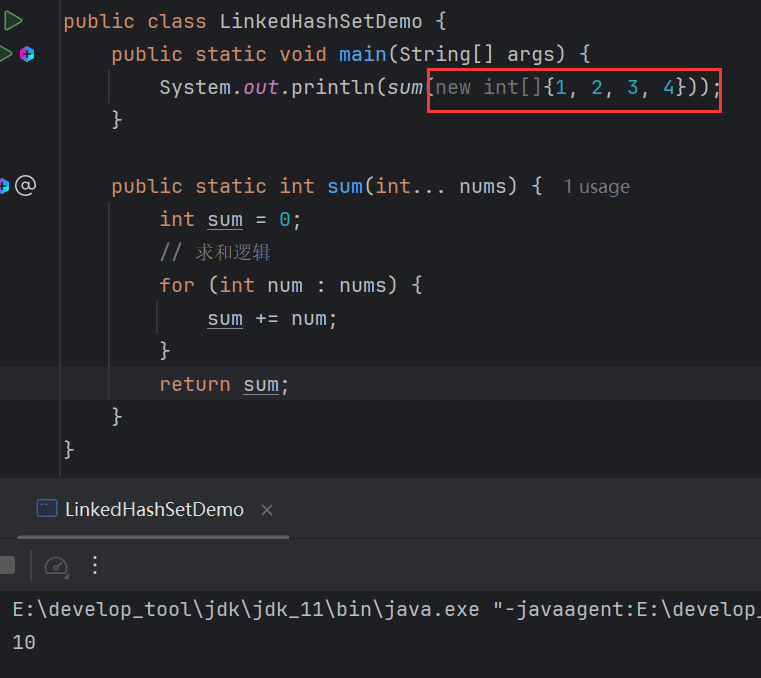 public class LinkedHashSetDemo {
public static void main(String[] args) {
System.out.println(sum(new int[]{1, 2, 3, 4}));
}
public static int sum(int... nums) { 1 usage
int sum = 0;
// 求和逻辑
for (int num : nums) {
sum += num;
}
return sum;
}
}
LinkedHashSetDemo
E:\develop_tool\jdk\jdk_11\bin\java.exe "-javaagent:E:\develop_
10